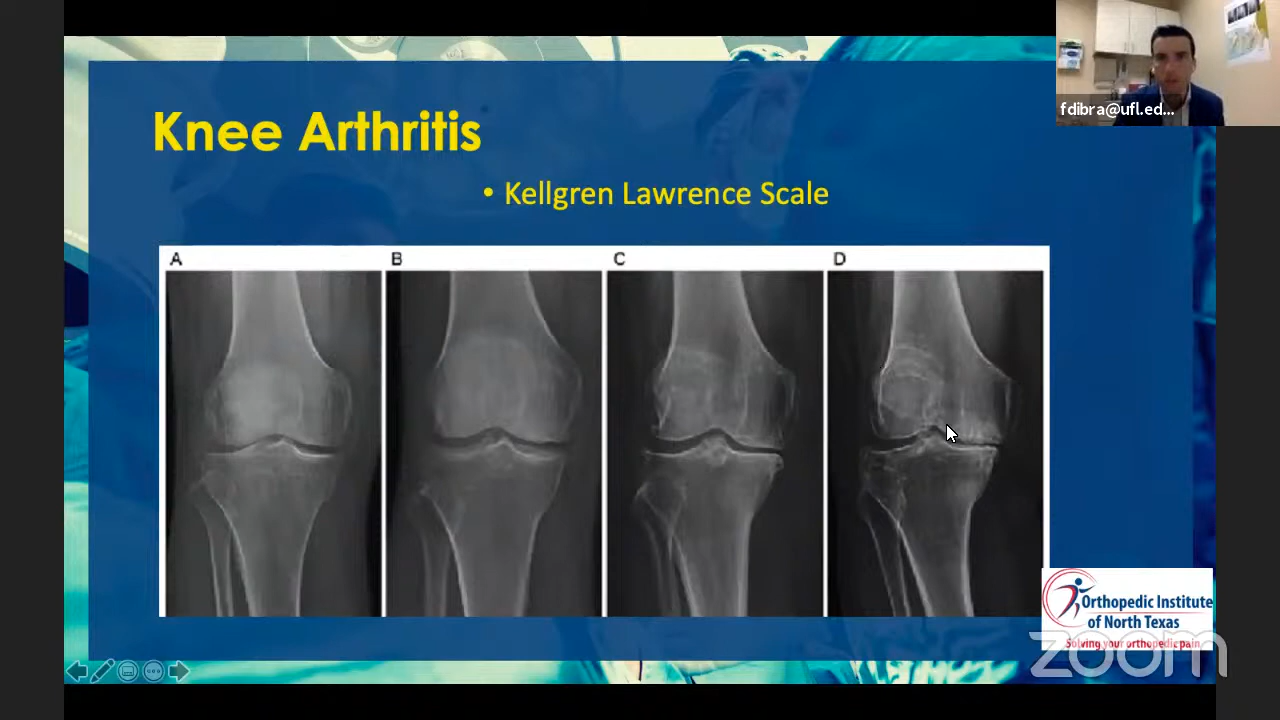 Knee Arthritis
• Kellgren Lawrence Scale
A B C D
fdibra@ufl.ed...
Orthopedic Institute
of North Texas
Solving your orthopedic pain
zoom